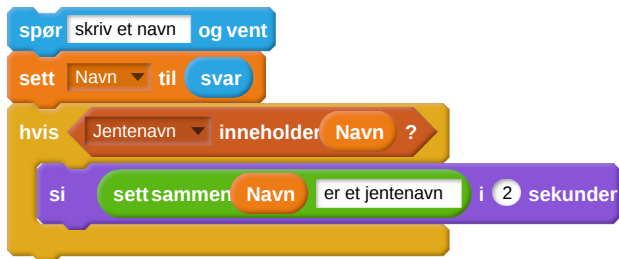 spør skriv et navn og vent
sett Navn til svar
hvis Jentenavn inneholder Navn ?
si sett sammen Navn er et jentenavn i 2 sekunder